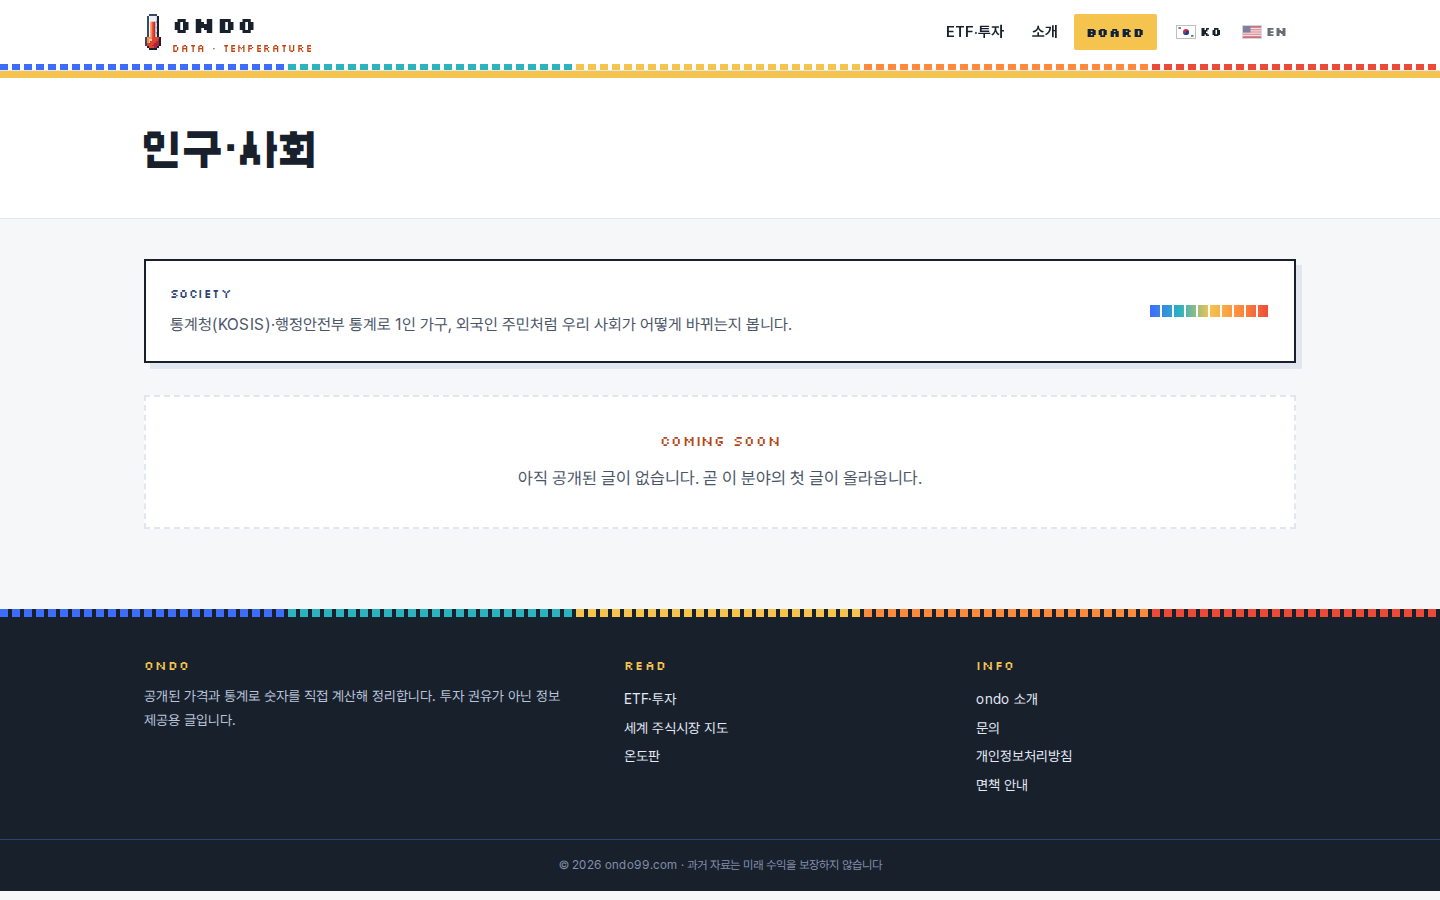 ONDO
DATA · TEMPERATURE
ETF·투자 소개 BOARD KO EN
인구·사회
SOCIETY
통계청(KOSIS)·행정안전부 통계로 1인 가구, 외국인 주민처럼 우리 사회가 어떻게 바뀌는지 봅니다.
COMING SOON
아직 공개된 글이 없습니다. 곧 이 분야의 첫 글이 올라옵니다.
ONDO
공개된 가격과 통계로 숫자를 직접 계산해 정리합니다. 투자 권유가 아닌 정보
제공용 글입니다.
READ
ETF·투자
세계 주식시장 지도
온도판
INFO
ondo 소개
문의
개인정보처리방침
면책 안내
© 2026 ondo99.com · 과거 자료는 미래 수익을 보장하지 않습니다